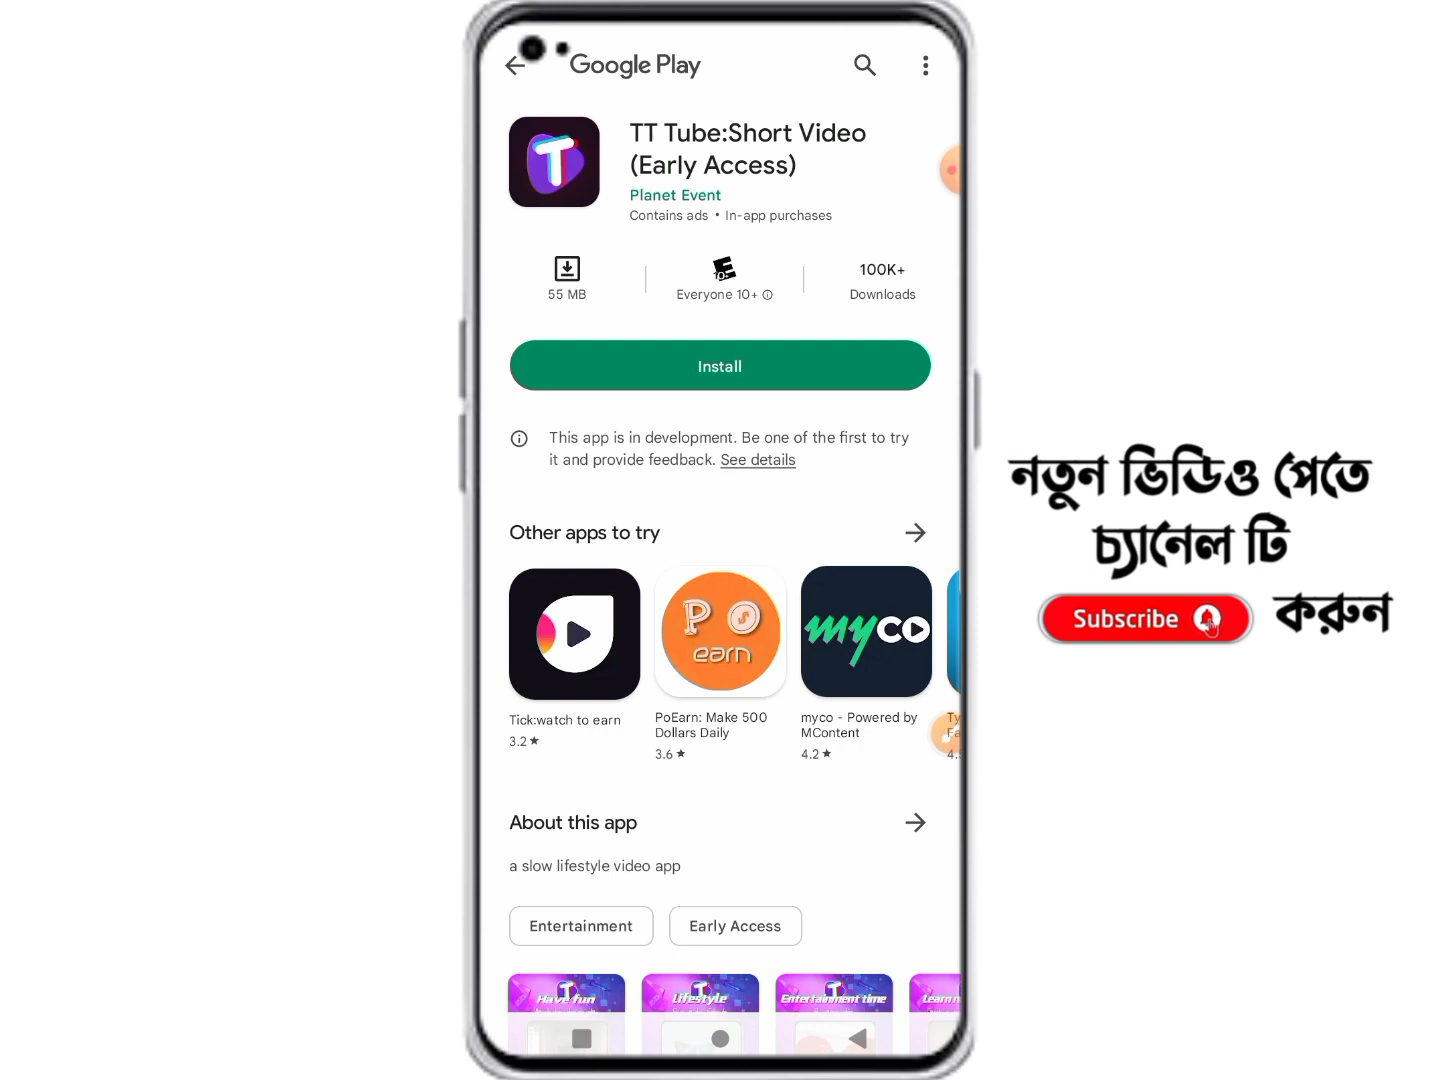 Google Play
TT Tube:Short Video
(Early Access)
Planet Event
Contains ads • In-app purchases
55 MB
Everyone 10+
100K+
Downloads
Install
This app is in development. Be one of the first to try
it and provide feedback. See details
Other apps to try
PO
earn
myco
Tick:watch to earn
3.2★
PoEarn: Make 500
Dollars Daily
3.6★
myco - Powered by
MContent
4.2★
About this app
a slow lifestyle video app
Entertainment
Early Access
Have fun
Lifestyle
Entertainment time
নতুন ভিডিও পেতে
চ্যানেল টি
Subscribe করুন